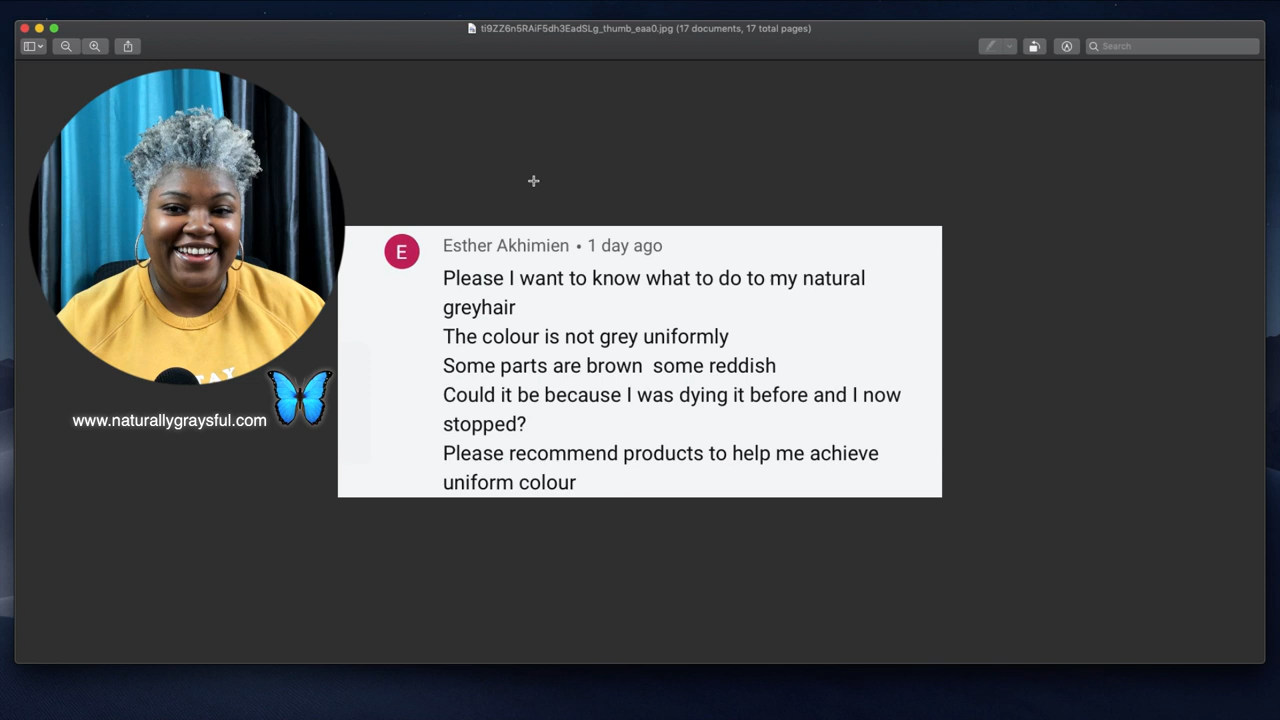 ti9ZZ6n5RAiF5dh3EadSLg_thumb_eaa0.jpg (17 documents, 17 total pages)
Search
E
Esther Akhimien • 1 day ago
Please I want to know what to do to my natural
greyhair
The colour is not grey uniformly
Some parts are brown  some reddish
Could it be because I was dying it before and I now
stopped?
Please recommend products to help me achieve
uniform colour
www.naturallygraysful.com